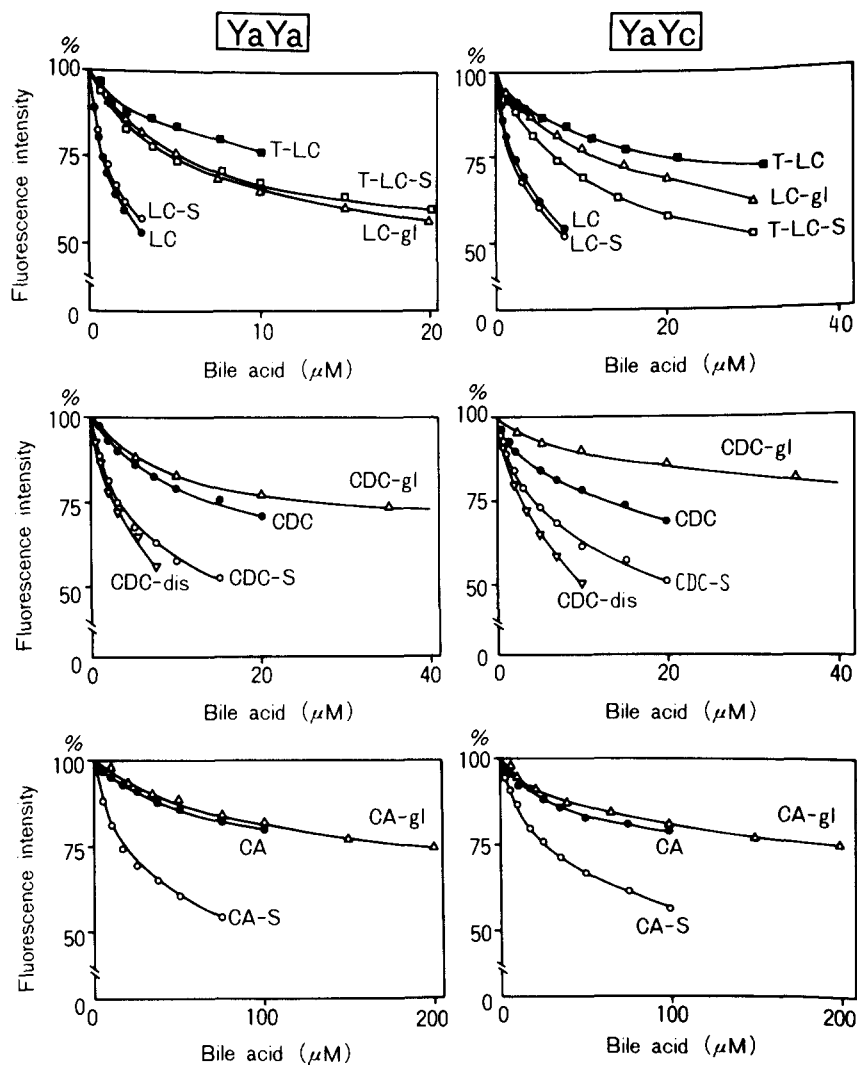 YaYa
YaYc
%
100
75
50
0
Fluorescence intensity
T-LC
T-LC-S
LC-gl
LC-S
LC
0 10 20
Bile acid (μM)
%
100
75
50
0
T-LC
LC-gl
T-LC-S
LC
LC-S
0 20 40
Bile acid (μM)
%
100
75
50
0
Fluorescence intensity
CDC-gl
CDC
CDC-S
CDC-dis
0 20 40
Bile acid (μM)
%
100
75
50
0
CDC-gl
CDC
CDC-S
CDC-dis
0 20 40
Bile acid (μM)
%
100
75
50
0
Fluorescence intensity
CA-gl
CA
CA-S
0 100 200
Bile acid (μM)
%
100
75
50
0
CA-gl
CA
CA-S
0 100 200
Bile acid (μM)